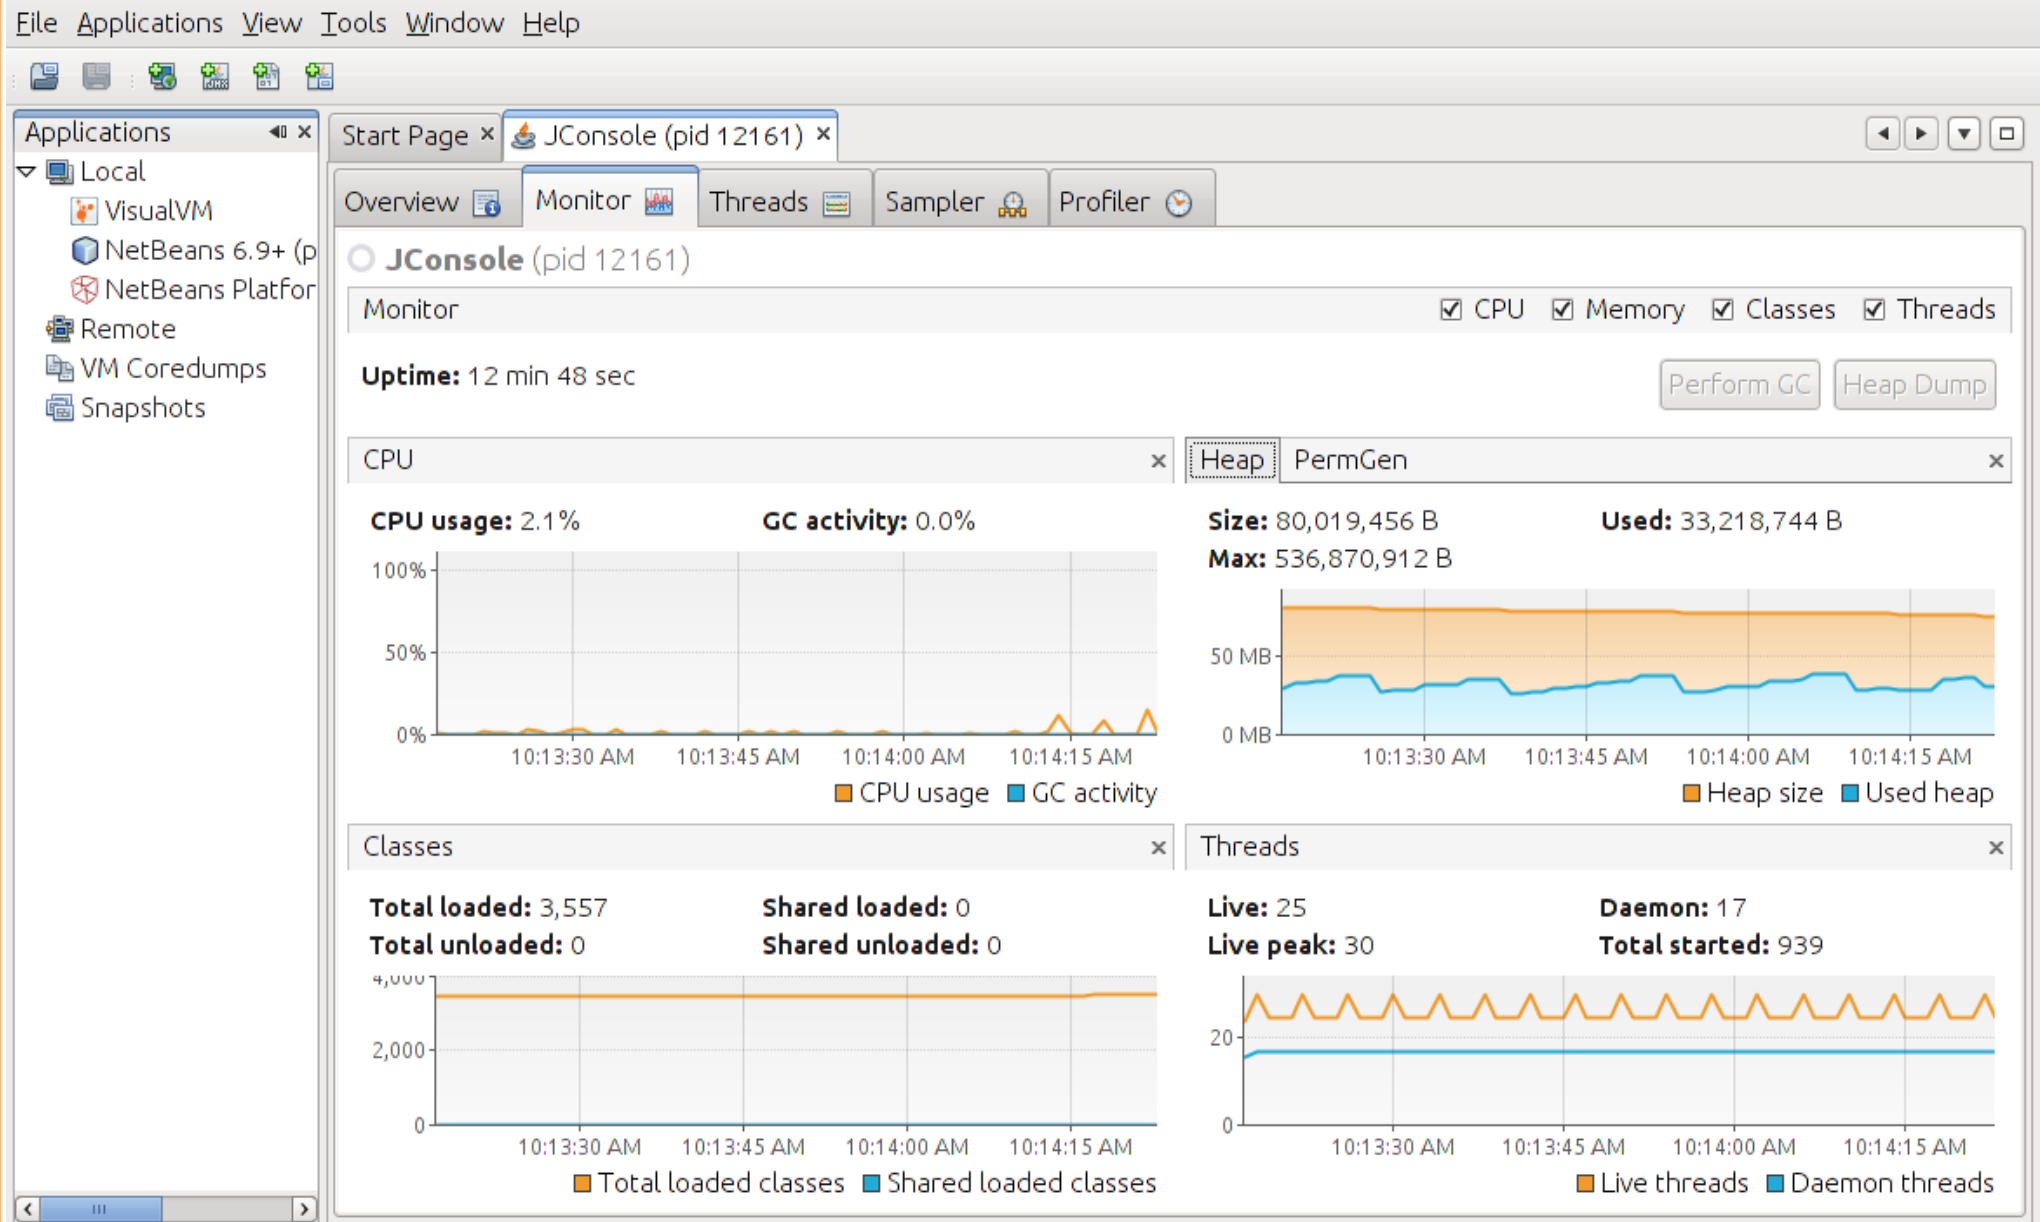 File Applications View Tools Window Help
Applications
Local
VisualVM
NetBeans 6.9+ (p
NetBeans Platfor
Remote
VM Coredumps
Snapshots
Start Page JConsole (pid 12161)
Overview Monitor Threads Sampler Profiler
JConsole (pid 12161)
Monitor CPU Memory Classes Threads
Uptime: 12 min 48 sec Perform GC Heap Dump
CPU
CPU usage: 2.1% GC activity: 0.0%
100%
50%
0%
10:13:30 AM 10:13:45 AM 10:14:00 AM 10:14:15 AM
CPU usage GC activity
Heap PermGen
Size: 80,019,456 B Used: 33,218,744 B
Max: 536,870,912 B
50 MB
0 MB
10:13:30 AM 10:13:45 AM 10:14:00 AM 10:14:15 AM
Heap size Used heap
Classes
Total loaded: 3,557 Shared loaded: 0
Total unloaded: 0 Shared unloaded: 0
4,000
2,000
0
10:13:30 AM 10:13:45 AM 10:14:00 AM 10:14:15 AM
Total loaded classes Shared loaded classes
Threads
Live: 25 Daemon: 17
Live peak: 30 Total started: 939
20
0
10:13:30 AM 10:13:45 AM 10:14:00 AM 10:14:15 AM
Live threads Daemon threads